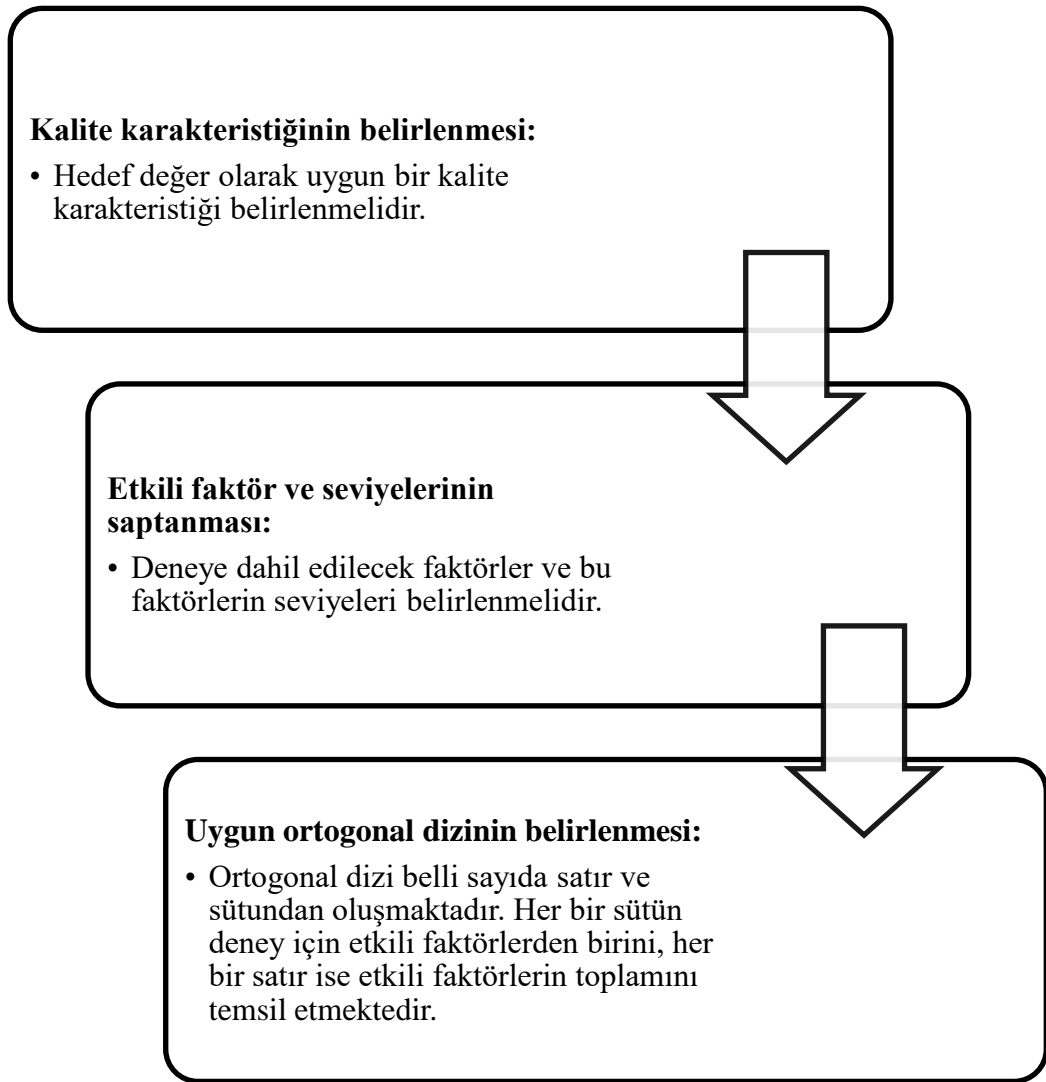 Kalite karakteristiğinin belirlenmesi:
• Hedef değer olarak uygun bir kalite
karakteristiği belirlenmelidir.
Etkili faktör ve seviyelerinin
saptanması:
• Deneye dahil edilecek faktörler ve bu
faktörlerin seviyeleri belirlenmelidir.
Uygun ortogonal dizinin belirlenmesi:
• Ortogonal dizi belli sayıda satır ve
sütundan oluşmaktadır. Her bir sütün
deney için etkili faktörlerden birini, her
bir satır ise etkili faktörlerin toplamını
temsil etmektedir.